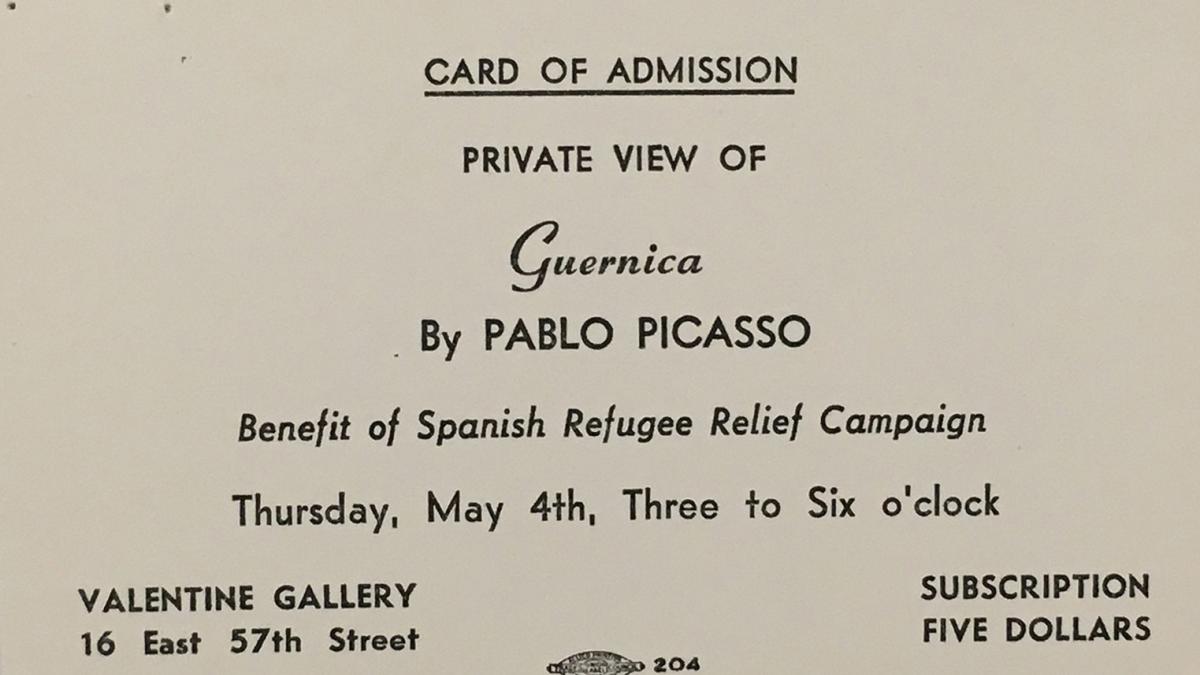 CARD OF ADMISSION
PRIVATE VIEW OF
Guernica
By PABLO PICASSO
Benefit of Spanish Refugee Relief Campaign
Thursday, May 4th, Three to Six o'clock
VALENTINE GALLERY
16 East 57th Street
SUBSCRIPTION
FIVE DOLLARS
204